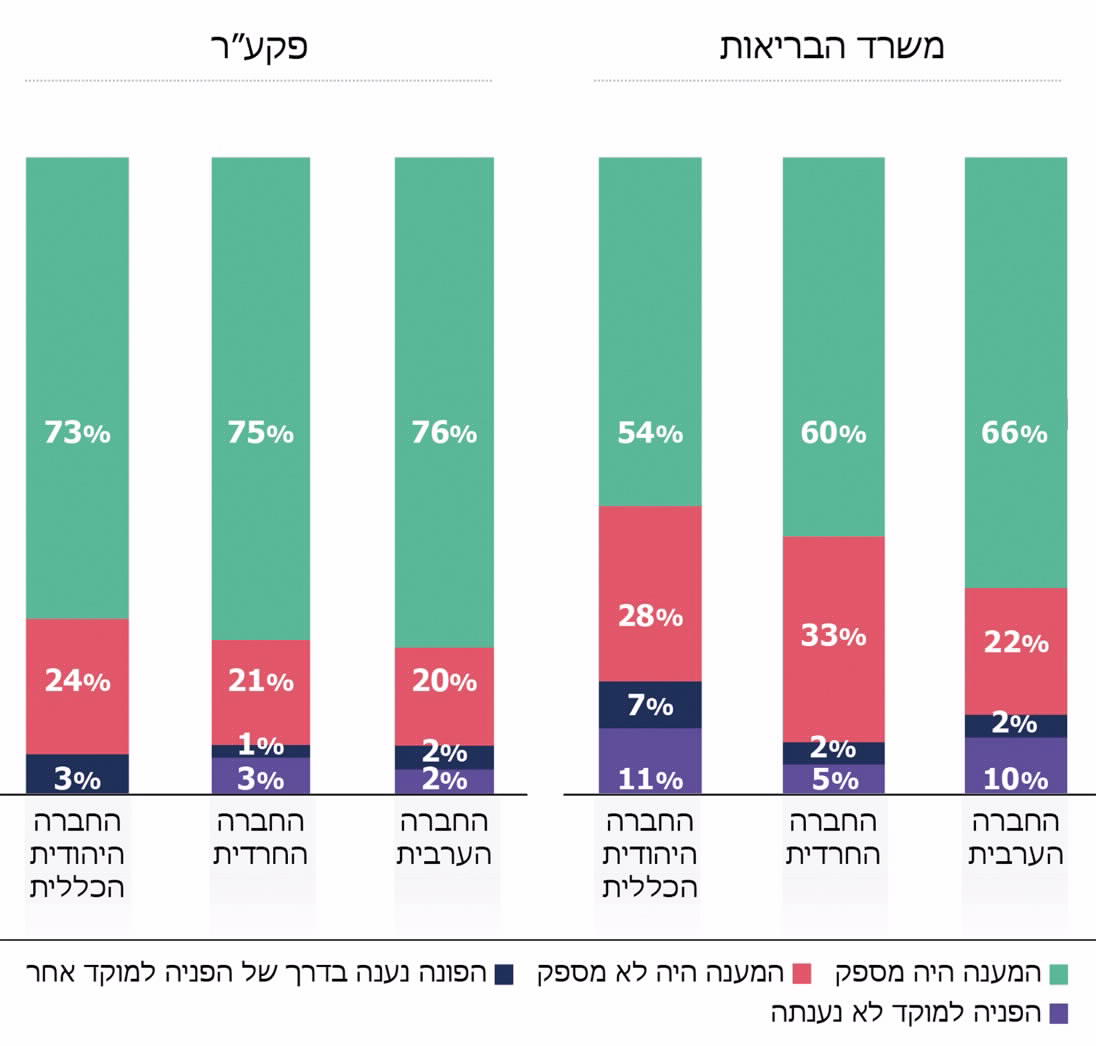 משרד הבריאות
פקע"ר
66%
60%
54%
76%
75%
73%
22%
33%
28%
20%
21%
24%
2%
2%
7%
2%
1%
3%
10%
5%
11%
2%
3%
החברה
הערבית
החברה
החרדית
החברה
היהודית
הכללית
החברה
הערבית
החברה
החרדית
החברה
היהודית
הכללית
המענה היה מספק
המענה היה לא מספק
הפונה נענה בדרך של הפניה למוקד אחר
הפניה למוקד לא נענתה